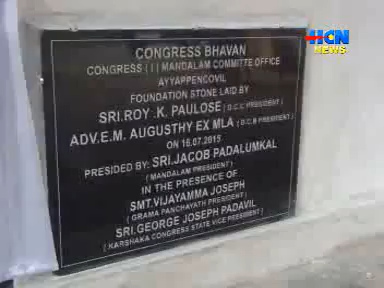 HCN
NEWS
CONGRESS BHAVAN
CONGRESS ( I ) MANDALAM COMMITTE OFFICE
AYYAPPENCOVIL
FOUNDATION STONE LAID BY
SRI.ROY .K. PAULOSE ( D.C.C PRESIDENT )
ADV.E.M. AUGUSTHY EX MLA ( D.C.B PRESIDENT )
ON 16.07.2015
PRESIDED BY: SRI.JACOB PADALUMKAL
( MANDALAM PRESIDENT )
IN THE PRESENCE OF
SMT.VIJAYAMMA JOSEPH
( GRAMA PANCHAYATH PRESIDENT )
SRI.GEORGE JOSEPH PADAVIL
( KARSHAKA CONGRESS STATE VICE PRESIDENT )